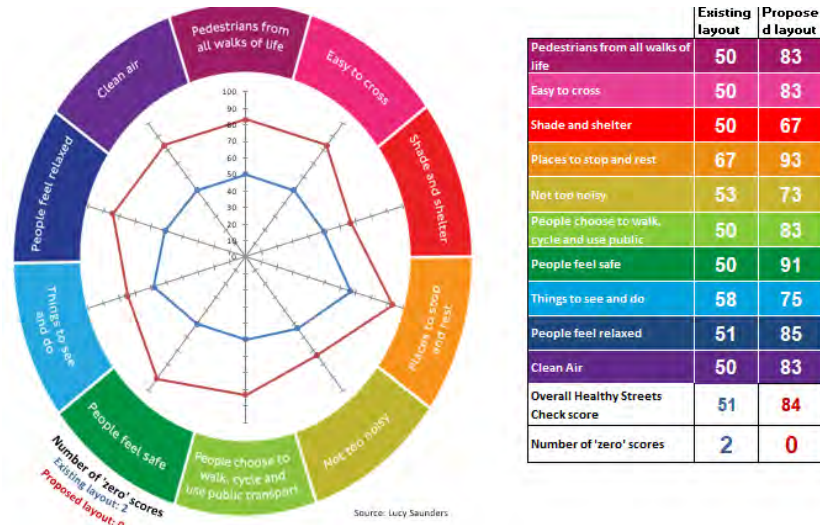 Pedestrians from
all walks of life
Easy to cross
Shade and shelter
Places to stop
and rest
Not too noisy
People choose to
walk, cycle and
use public transport
People feel safe
Things to see
and do
People feel relaxed
Clean air
100
90
80
70
60
50
40
30
20
10
0
Number of 'zero' scores
Existing layout: 2
Proposed layout: 0
Source: Lucy Saunders
Existing layout Propose d layout
Pedestrians from all walks of life 50 83
Easy to cross 50 83
Shade and shelter 50 67
Places to stop and rest 67 93
Not too noisy 53 73
People choose to walk, cycle and use public 50 83
People feel safe 50 91
Things to see and do 58 75
People feel relaxed 51 85
Clean Air 50 83
Overall Healthy Streets Check score 51 84
Number of 'zero' scores 2 0